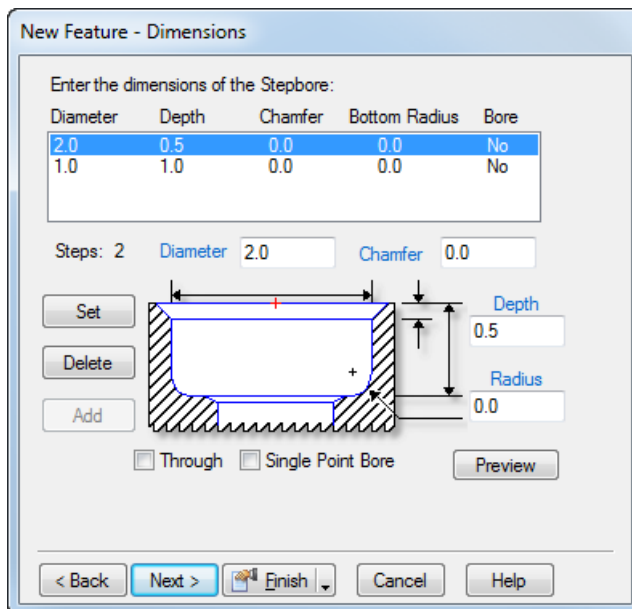 New Feature - Dimensions
Enter the dimensions of the Stepbore:
Diameter Depth Chamfer Bottom Radius Bore
2.0 0.5 0.0 0.0 No
1.0 1.0 0.0 0.0 No
Steps: 2 Diameter 2.0 Chamfer 0.0
Set
Depth
0.5
Delete
Radius
0.0
Add
Through Single Point Bore Preview
< Back Next > Finish Cancel Help